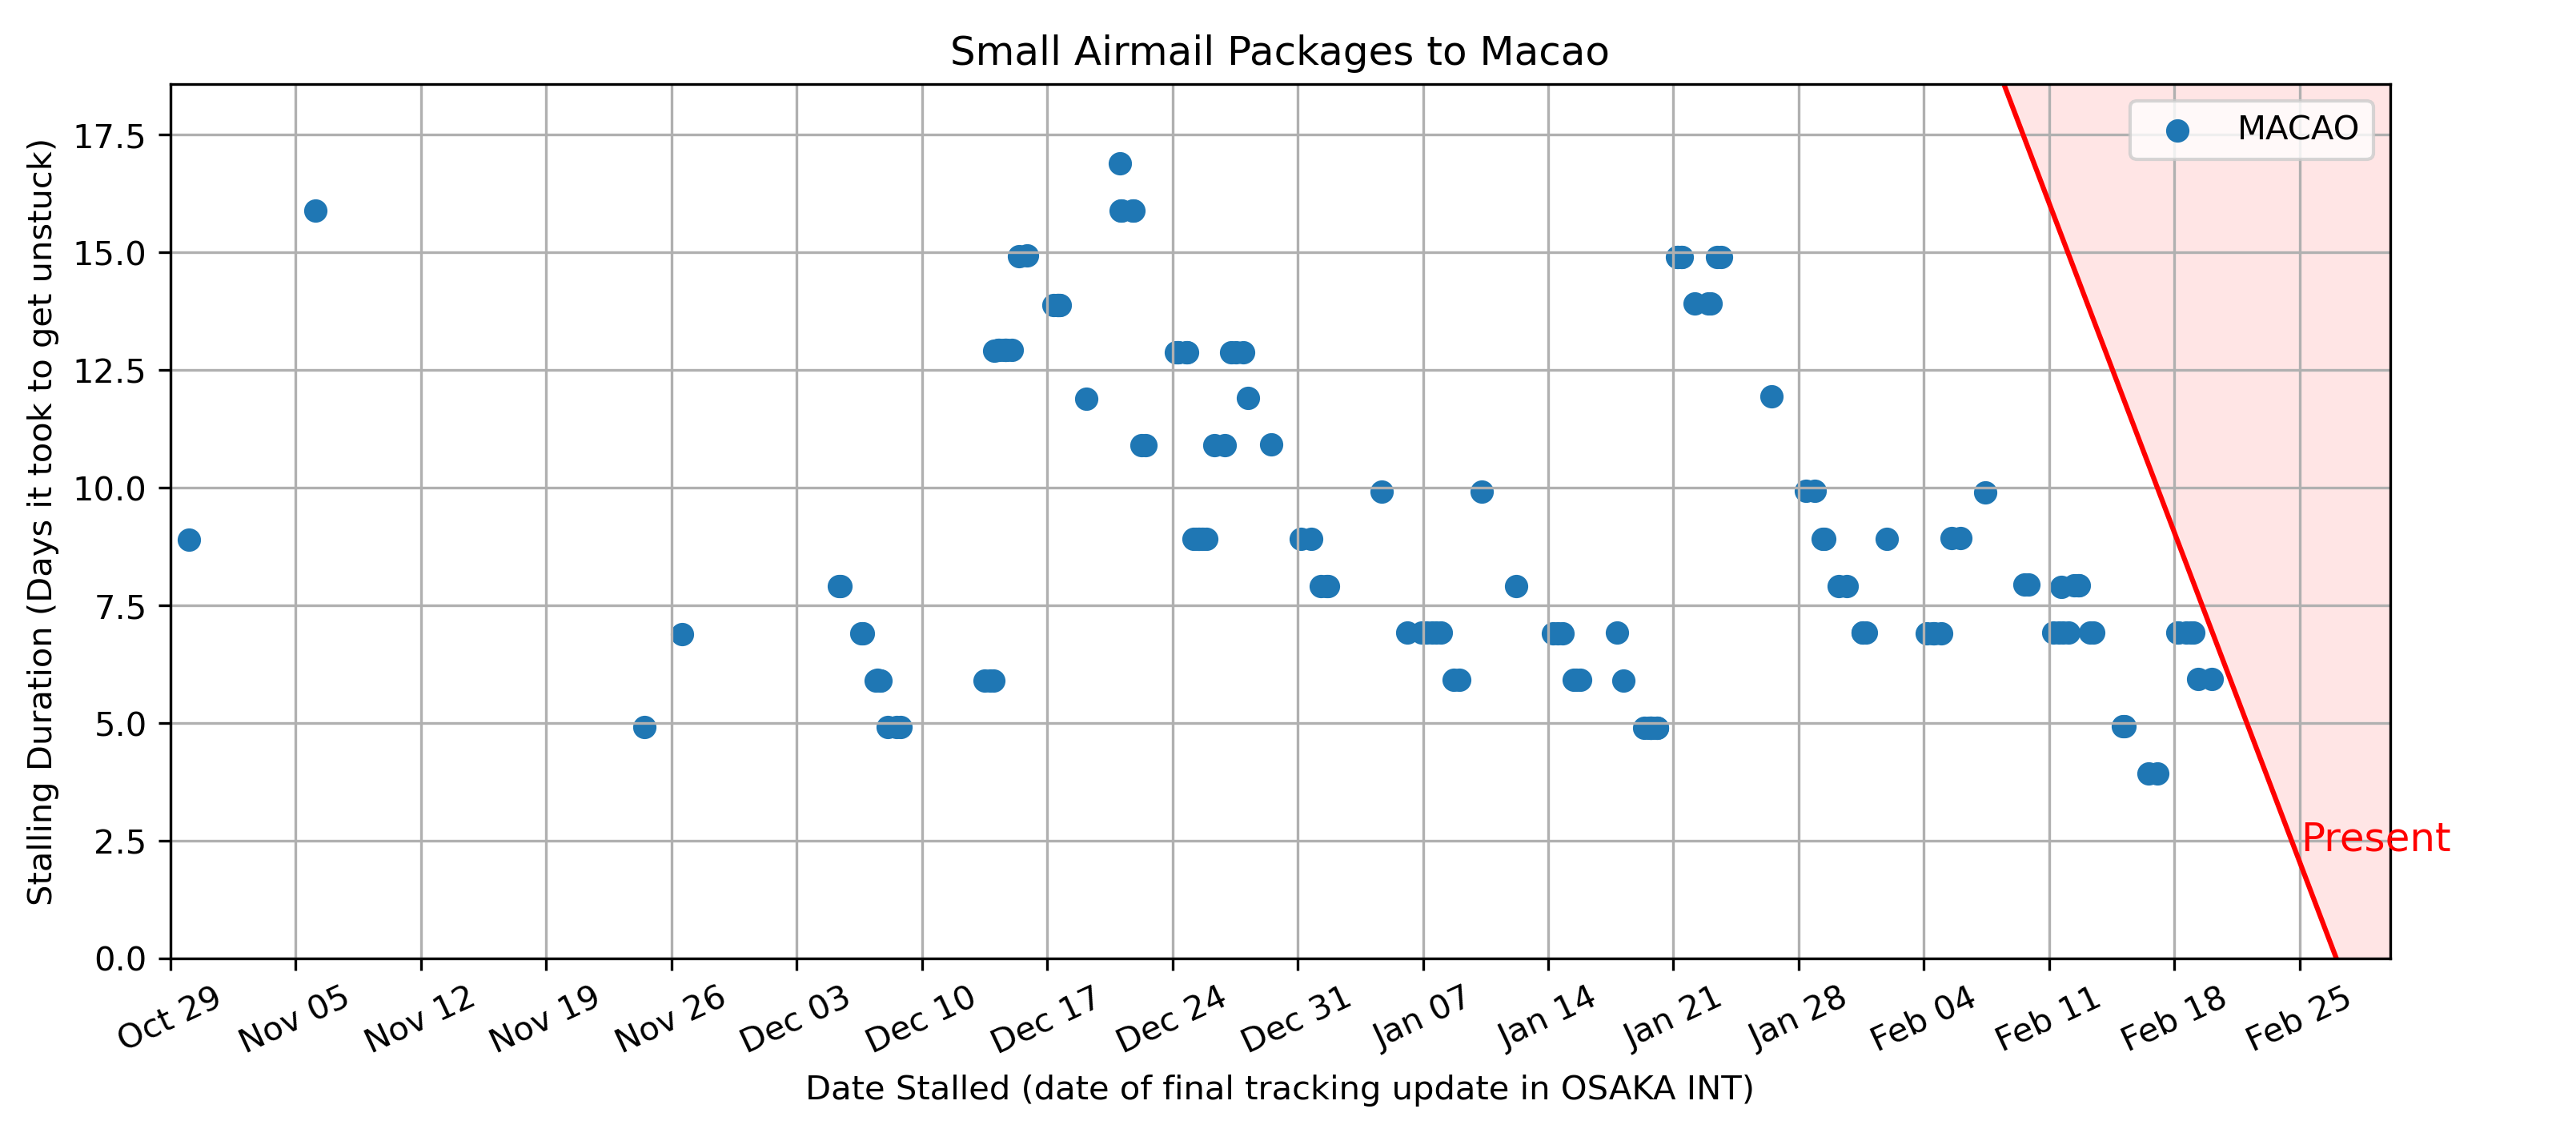 Small Airmail Packages to Macao
MACAO
Stalling Duration (Days it took to get unstuck)
17.5
15.0
12.5
10.0
7.5
5.0
2.5
0.0
Present
Oct 29
Nov 05
Nov 12
Nov 19
Nov 26
Dec 03
Dec 10
Dec 17
Dec 24
Dec 31
Jan 07
Jan 14
Jan 21
Jan 28
Feb 04
Feb 11
Feb 18
Feb 25
Date Stalled (date of final tracking update in OSAKA INT)